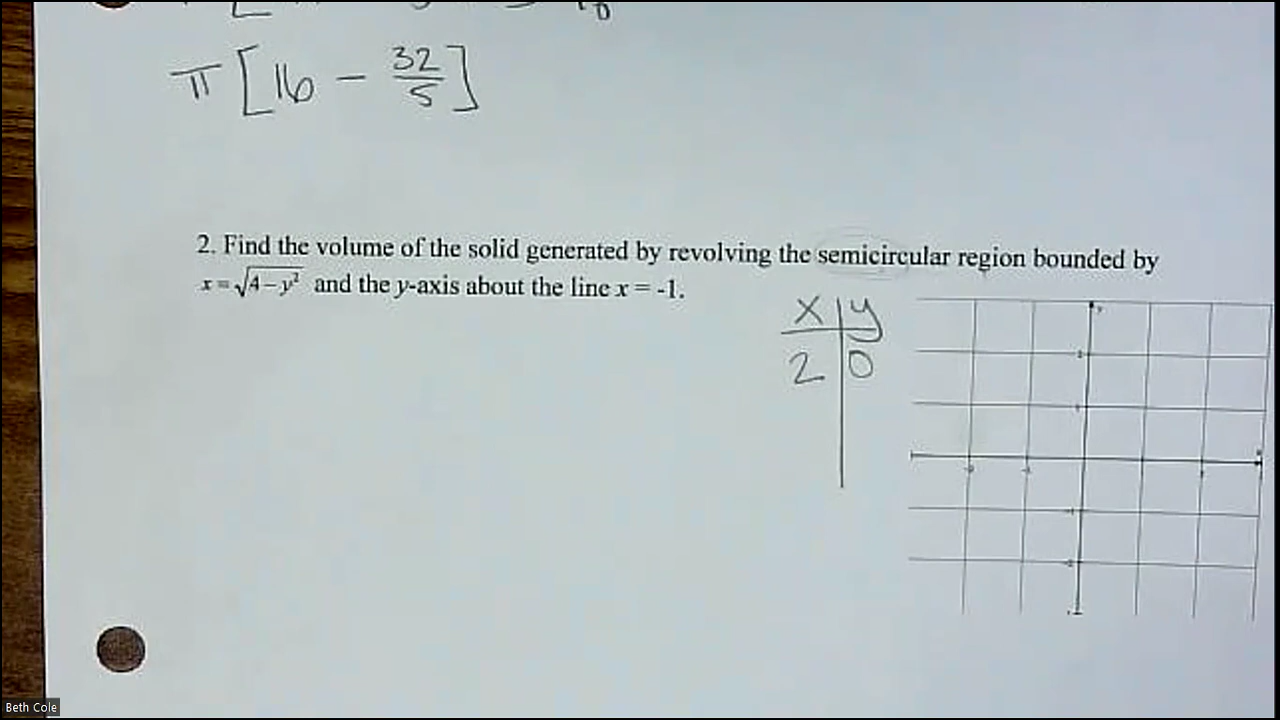 π [16 - 32/5]
2. Find the volume of the solid generated by revolving the semicircular region bounded by
x = √4 - y² and the y-axis about the line x = -1.
x | y
2 | 0
Beth Cole